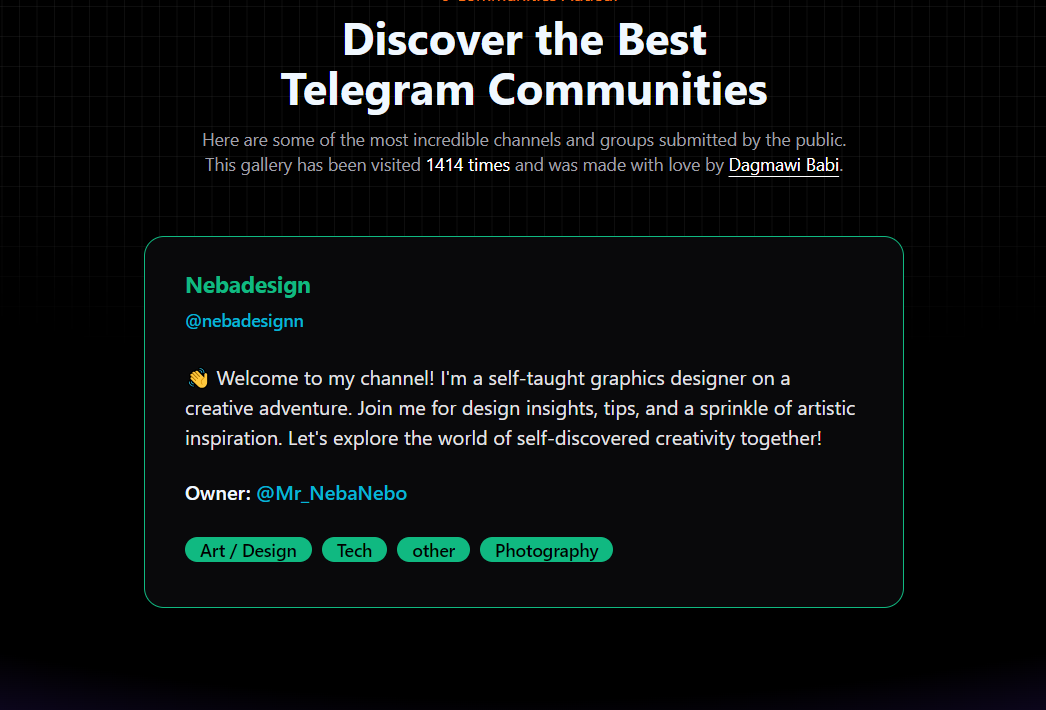 Discover the Best
Telegram Communities
Here are some of the most incredible channels and groups submitted by the public.
This gallery has been visited 1414 times and was made with love by Dagmawi Babi.
Nebadesign
@nebadesignn
👋 Welcome to my channel! I'm a self-taught graphics designer on a
creative adventure. Join me for design insights, tips, and a sprinkle of artistic
inspiration. Let's explore the world of self-discovered creativity together!
Owner: @Mr_NebaNebo
Art / Design Tech other Photography